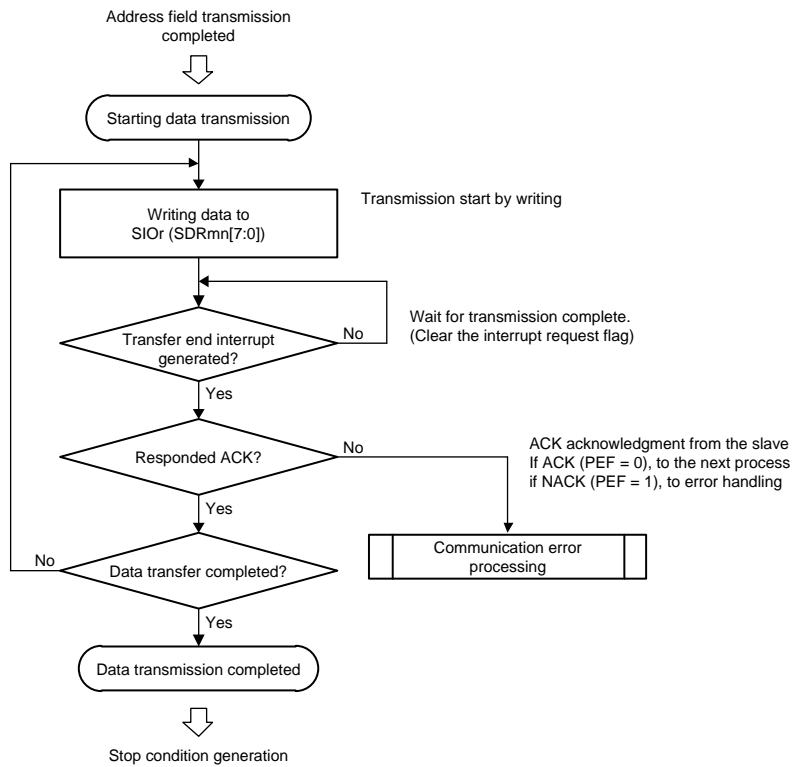 Address field transmission
completed
Starting data transmission
Writing data to
SIOr (SDRmn[7:0])
Transmission start by writing
Transfer end interrupt
generated?
No
Wait for transmission complete.
(Clear the interrupt request flag)
Yes
Responded ACK?
No
ACK acknowledgment from the slave
If ACK (PEF = 0), to the next process
if NACK (PEF = 1), to error handling
Yes
Communication error
processing
No
Data transfer completed?
Yes
Data transmission completed
Stop condition generation